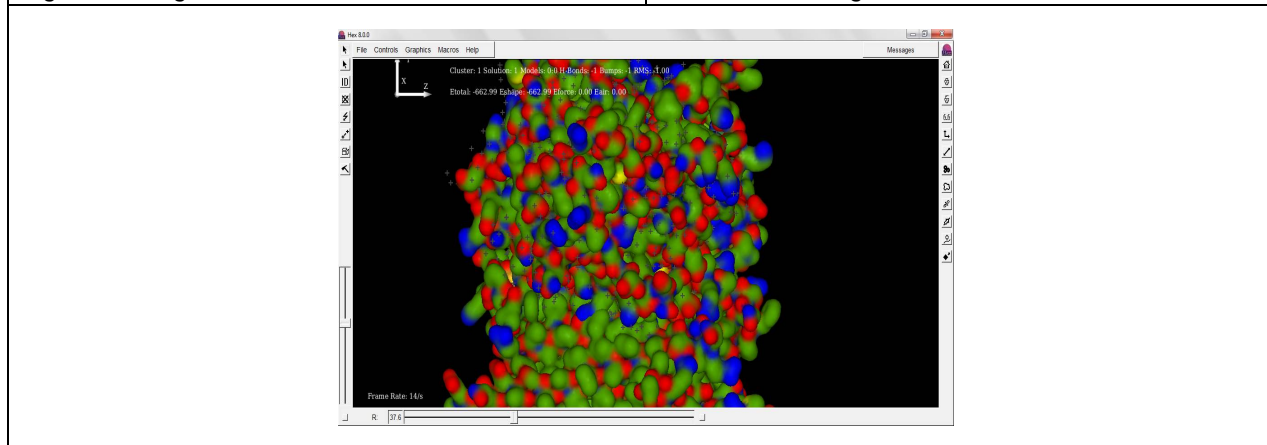 Hex 8.0.0
File Controls Graphics Macros Help
Messages
X
Z
Cluster: 1 Solution: 1 Models: 0:0 H-Bonds: -1 Bumps: -1 RMS: -1.00
Etotal: -662.99 Eshape: -662.99 Eforce: 0.00 Eair: 0.00
Frame Rate: 14/s
R: 37.6